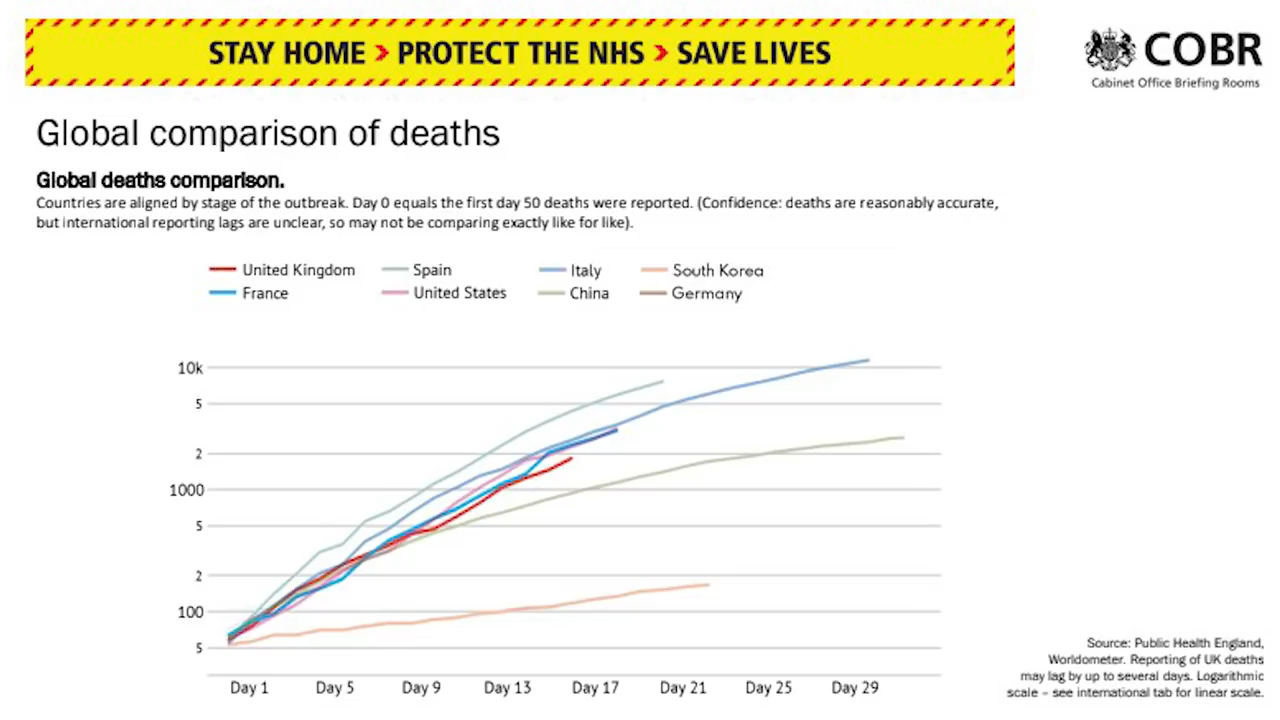 STAY HOME > PROTECT THE NHS > SAVE LIVES
COBR
Cabinet Office Briefing Rooms
Global comparison of deaths
Global deaths comparison.
Countries are aligned by stage of the outbreak. Day 0 equals the first day 50 deaths were reported. (Confidence: deaths are reasonably accurate,
but international reporting lags are unclear, so may not be comparing exactly like for like).
United Kingdom Spain Italy South Korea
France United States China Germany
10k
5
2
1000
5
2
100
5
Day 1 Day 5 Day 9 Day 13 Day 17 Day 21 Day 25 Day 29
Source: Public Health England,
Worldometer. Reporting of UK deaths
may lag by up to several days. Logarithmic
scale – see international tab for linear scale.